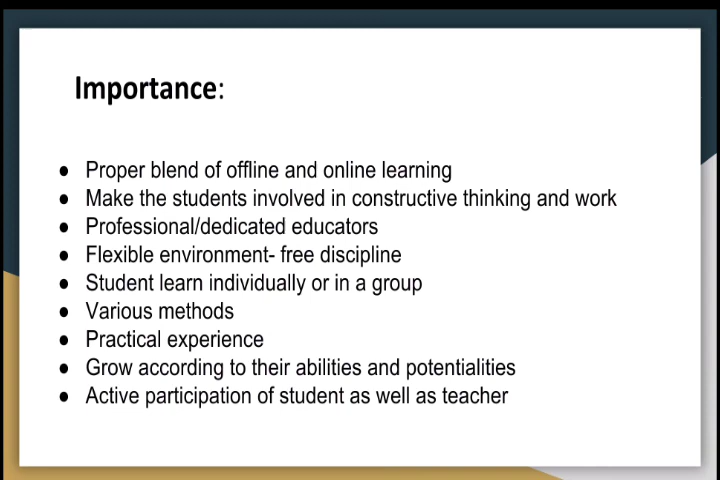 Importance:
● Proper blend of offline and online learning
● Make the students involved in constructive thinking and work
● Professional/dedicated educators
● Flexible environment- free discipline
● Student learn individually or in a group
● Various methods
● Practical experience
● Grow according to their abilities and potentialities
● Active participation of student as well as teacher